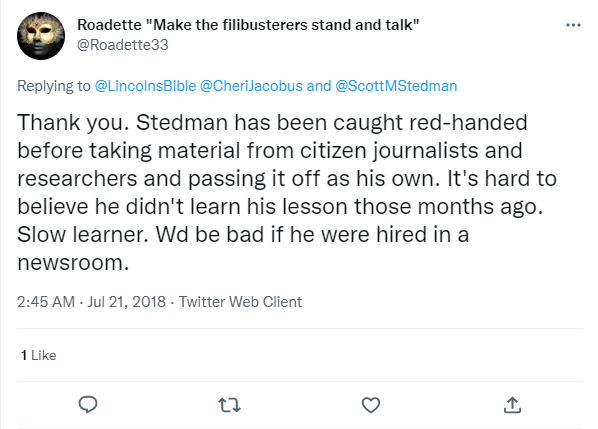 Roadette "Make the filibusterers stand and talk"
@Roadette33
Replying to @LincolnsBible @CheriJacobus and @ScottMStedman
Thank you. Stedman has been caught red-handed
before taking material from citizen journalists and
researchers and passing it off as his own. It's hard to
believe he didn't learn his lesson those months ago.
Slow learner. Wd be bad if he were hired in a
newsroom.
2:45 AM · Jul 21, 2018 · Twitter Web Client
1 Like